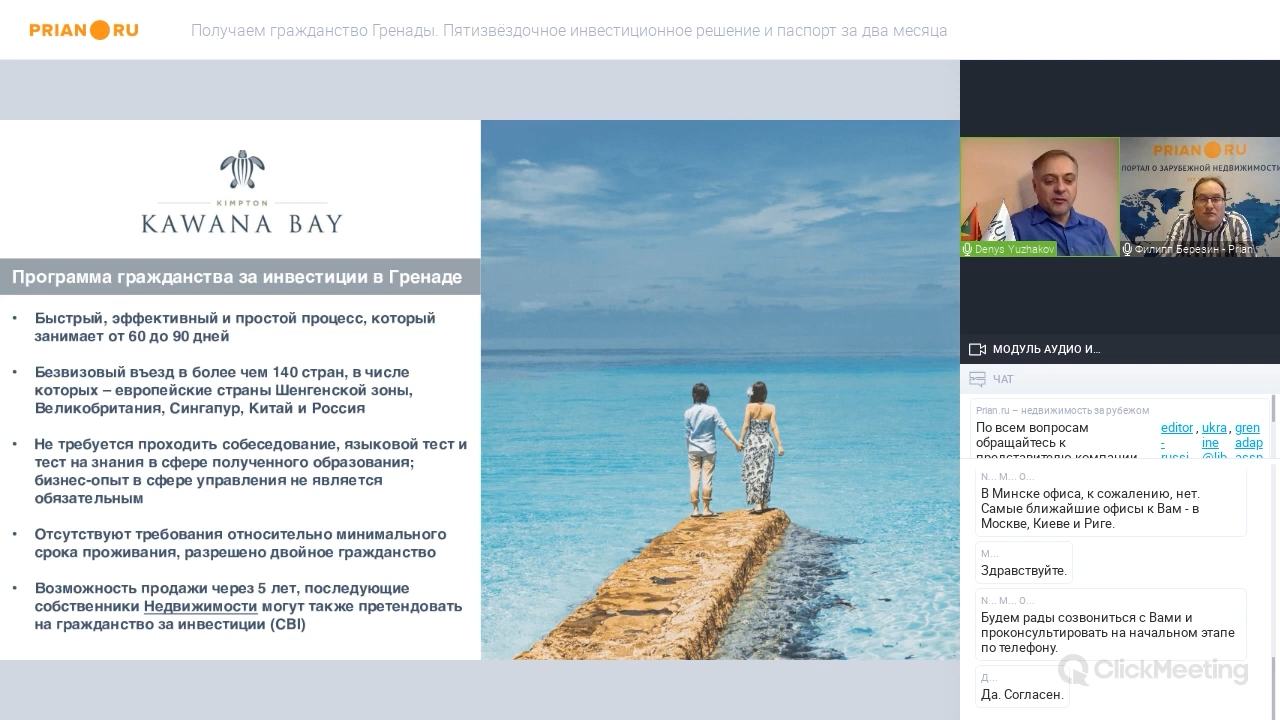 PRIAN RU
Получаем гражданство Гренады. Пятизвёздочное инвестиционное решение и паспорт за два месяца
KIMPTON
KAWANA BAY
Программа гражданства за инвестиции в Гренаде
• Быстрый, эффективный и простой процесс, который
занимает от 60 до 90 дней
• Безвизовый въезд в более чем 140 стран, в числе
которых – европейские страны Шенгенской зоны,
Великобритания, Сингапур, Китай и Россия
• Не требуется проходить собеседование, языковой тест и
тест на знания в сфере полученного образования;
бизнес-опыт в сфере управления не является
обязательным
• Отсутствуют требования относительно минимального
срока проживания, разрешено двойное гражданство
• Возможность продажи через 5 лет, последующие
собственники Недвижимости могут также претендовать
на гражданство за инвестиции (CBI)
PRIAN RU
ПОРТАЛ О ЗАРУБЕЖНОЙ НЕДВИЖИМОСТИ
Denys Yuzhakov
Филипп Березин - Prian
МОДУЛЬ АУДИО И...
ЧАТ
Prian.ru – недвижимость за рубежом
По всем вопросам
обращайтесь к
представителю компании
editor
-
russi
,
ukra
ine
@lib
,
gren
adap
assp
N... M... O...
В Минске офиса, к сожалению, нет.
Самые ближайшие офисы к Вам - в
Москве, Киеве и Риге.
М...
Здравствуйте.
N... M... O...
Будем рады созвониться с Вами и
проконсультировать на начальном этапе
по телефону.
Д...
Да. Согласен.
ClickMeeting